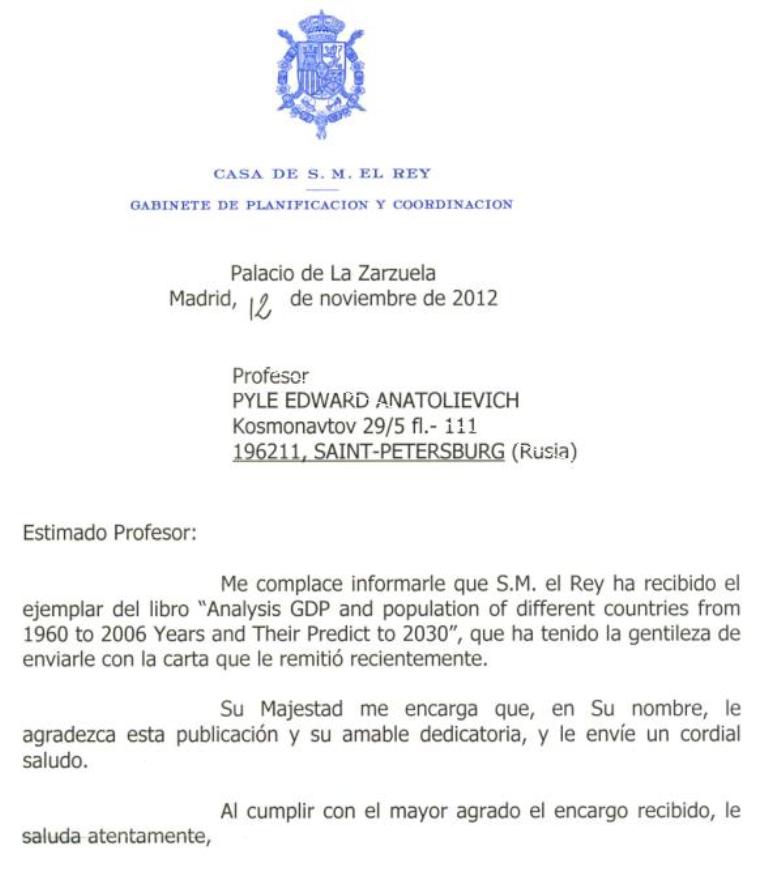 CASA DE S. M. EL REY
GABINETE DE PLANIFICACION Y COORDINACION
Palacio de La Zarzuela
Madrid, 12 de noviembre de 2012
Profesor
PYLE EDWARD ANATOLIEVICH
Kosmonavtov 29/5 fl.- 111
196211, SAINT-PETERSBURG (Rusia)
Estimado Profesor:
Me complace informarle que S.M. el Rey ha recibido el
ejemplar del libro “Analysis GDP and population of different countries from
1960 to 2006 Years and Their Predict to 2030”, que ha tenido la gentileza de
enviarle con la carta que le remitió recientemente.
Su Majestad me encarga que, en Su nombre, le
agradezca esta publicación y su amable dedicatoria, y le envíe un cordial
saludo.
Al cumplir con el mayor agrado el encargo recibido, le
saluda atentamente,